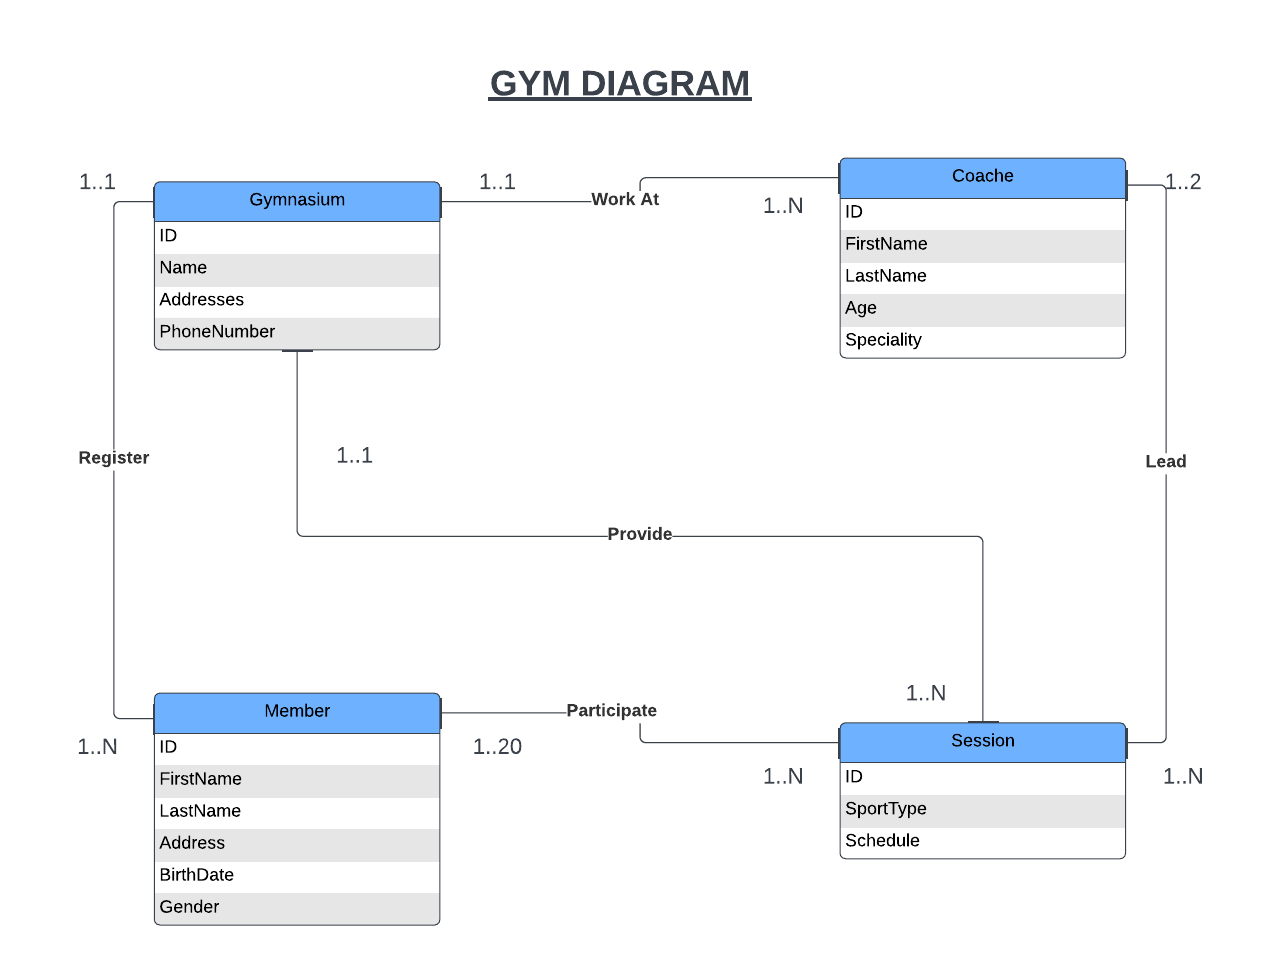 GYM DIAGRAM
1..1
Gymnasium
ID
Name
Addresses
PhoneNumber
1..1
Work At
1..N
Coache
ID
FirstName
LastName
Age
Speciality
1..2
Register
1..1
Lead
Provide
1..N
1..N
Member
ID
FirstName
LastName
Address
BirthDate
Gender
1..20
Participate
1..N
Session
ID
SportType
Schedule
1..N